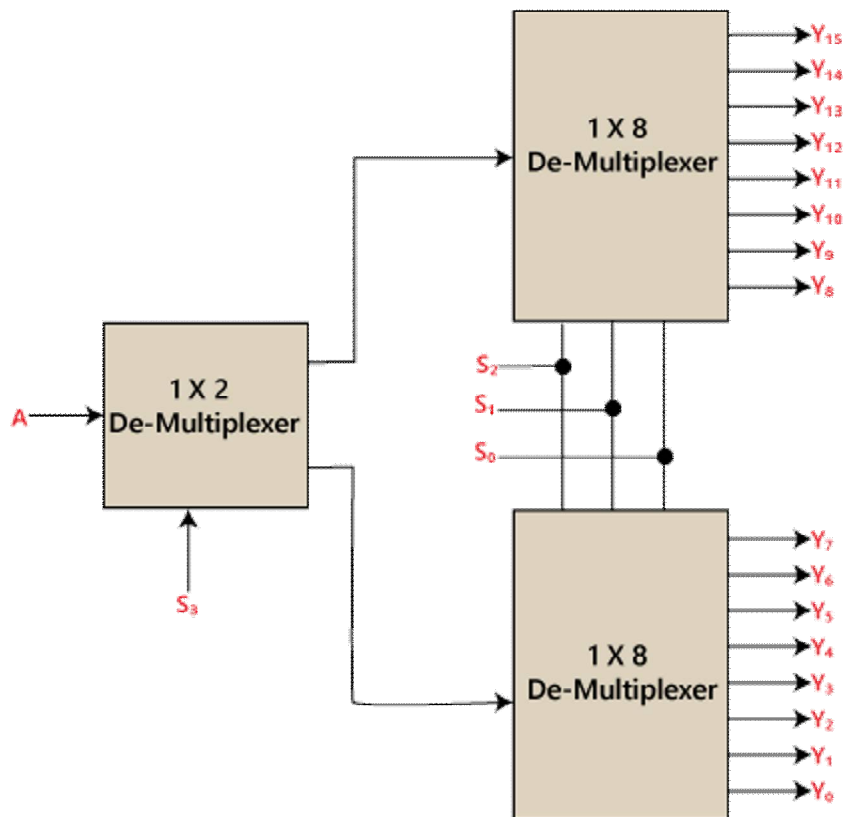 Y₁₅
Y₁₄
Y₁₃
1 X 8
De-Multiplexer
Y₁₂
Y₁₁
Y₁₀
Y₉
Y₈
S₂
S₁
S₀
A
1 X 2
De-Multiplexer
S₃
Y₇
Y₆
Y₅
Y₄
1 X 8
De-Multiplexer
Y₃
Y₂
Y₁
Y₀